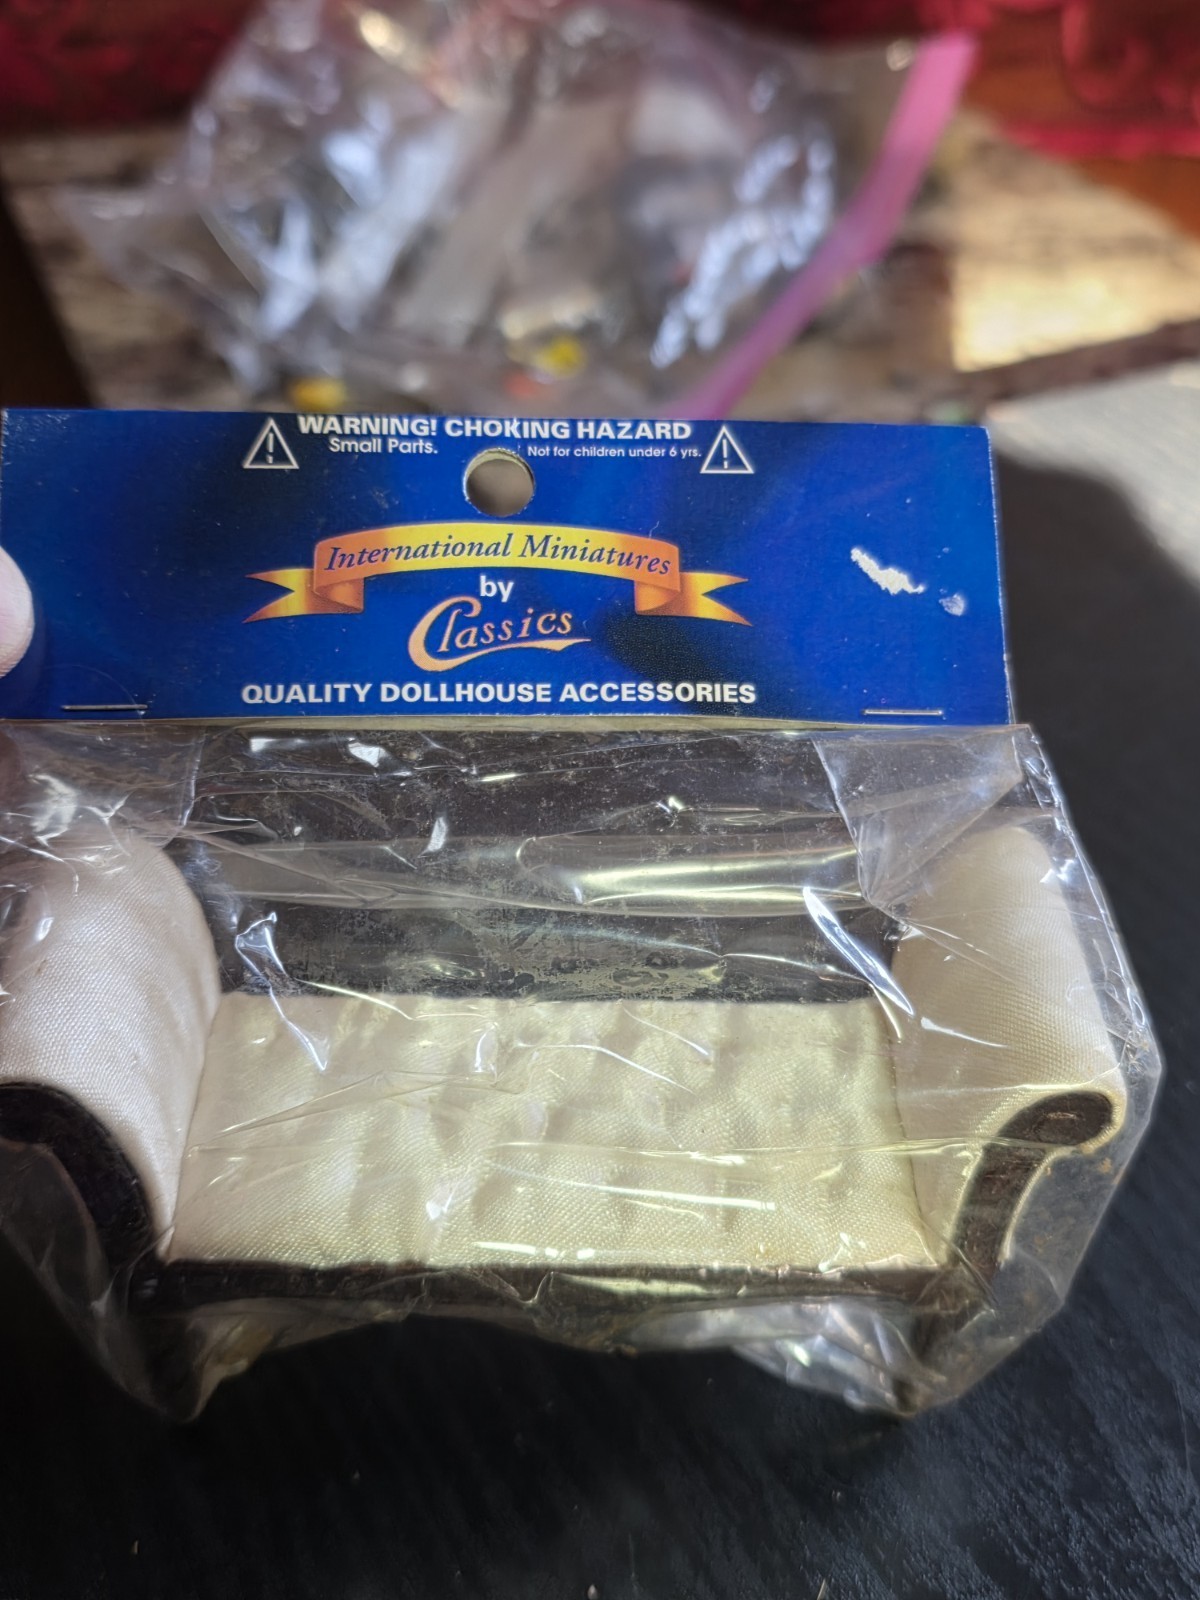 WARNING! CHOKING HAZARD
Small Parts. Not for children under 6 yrs.
International Miniatures
by
Classics
QUALITY DOLLHOUSE ACCESSORIES